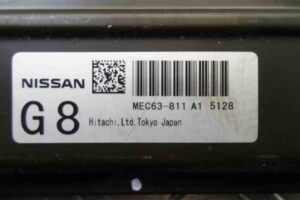 NISSAN
MEC63-811 A1 5128
G8
Hitachi,Ltd.Tokyo Japan